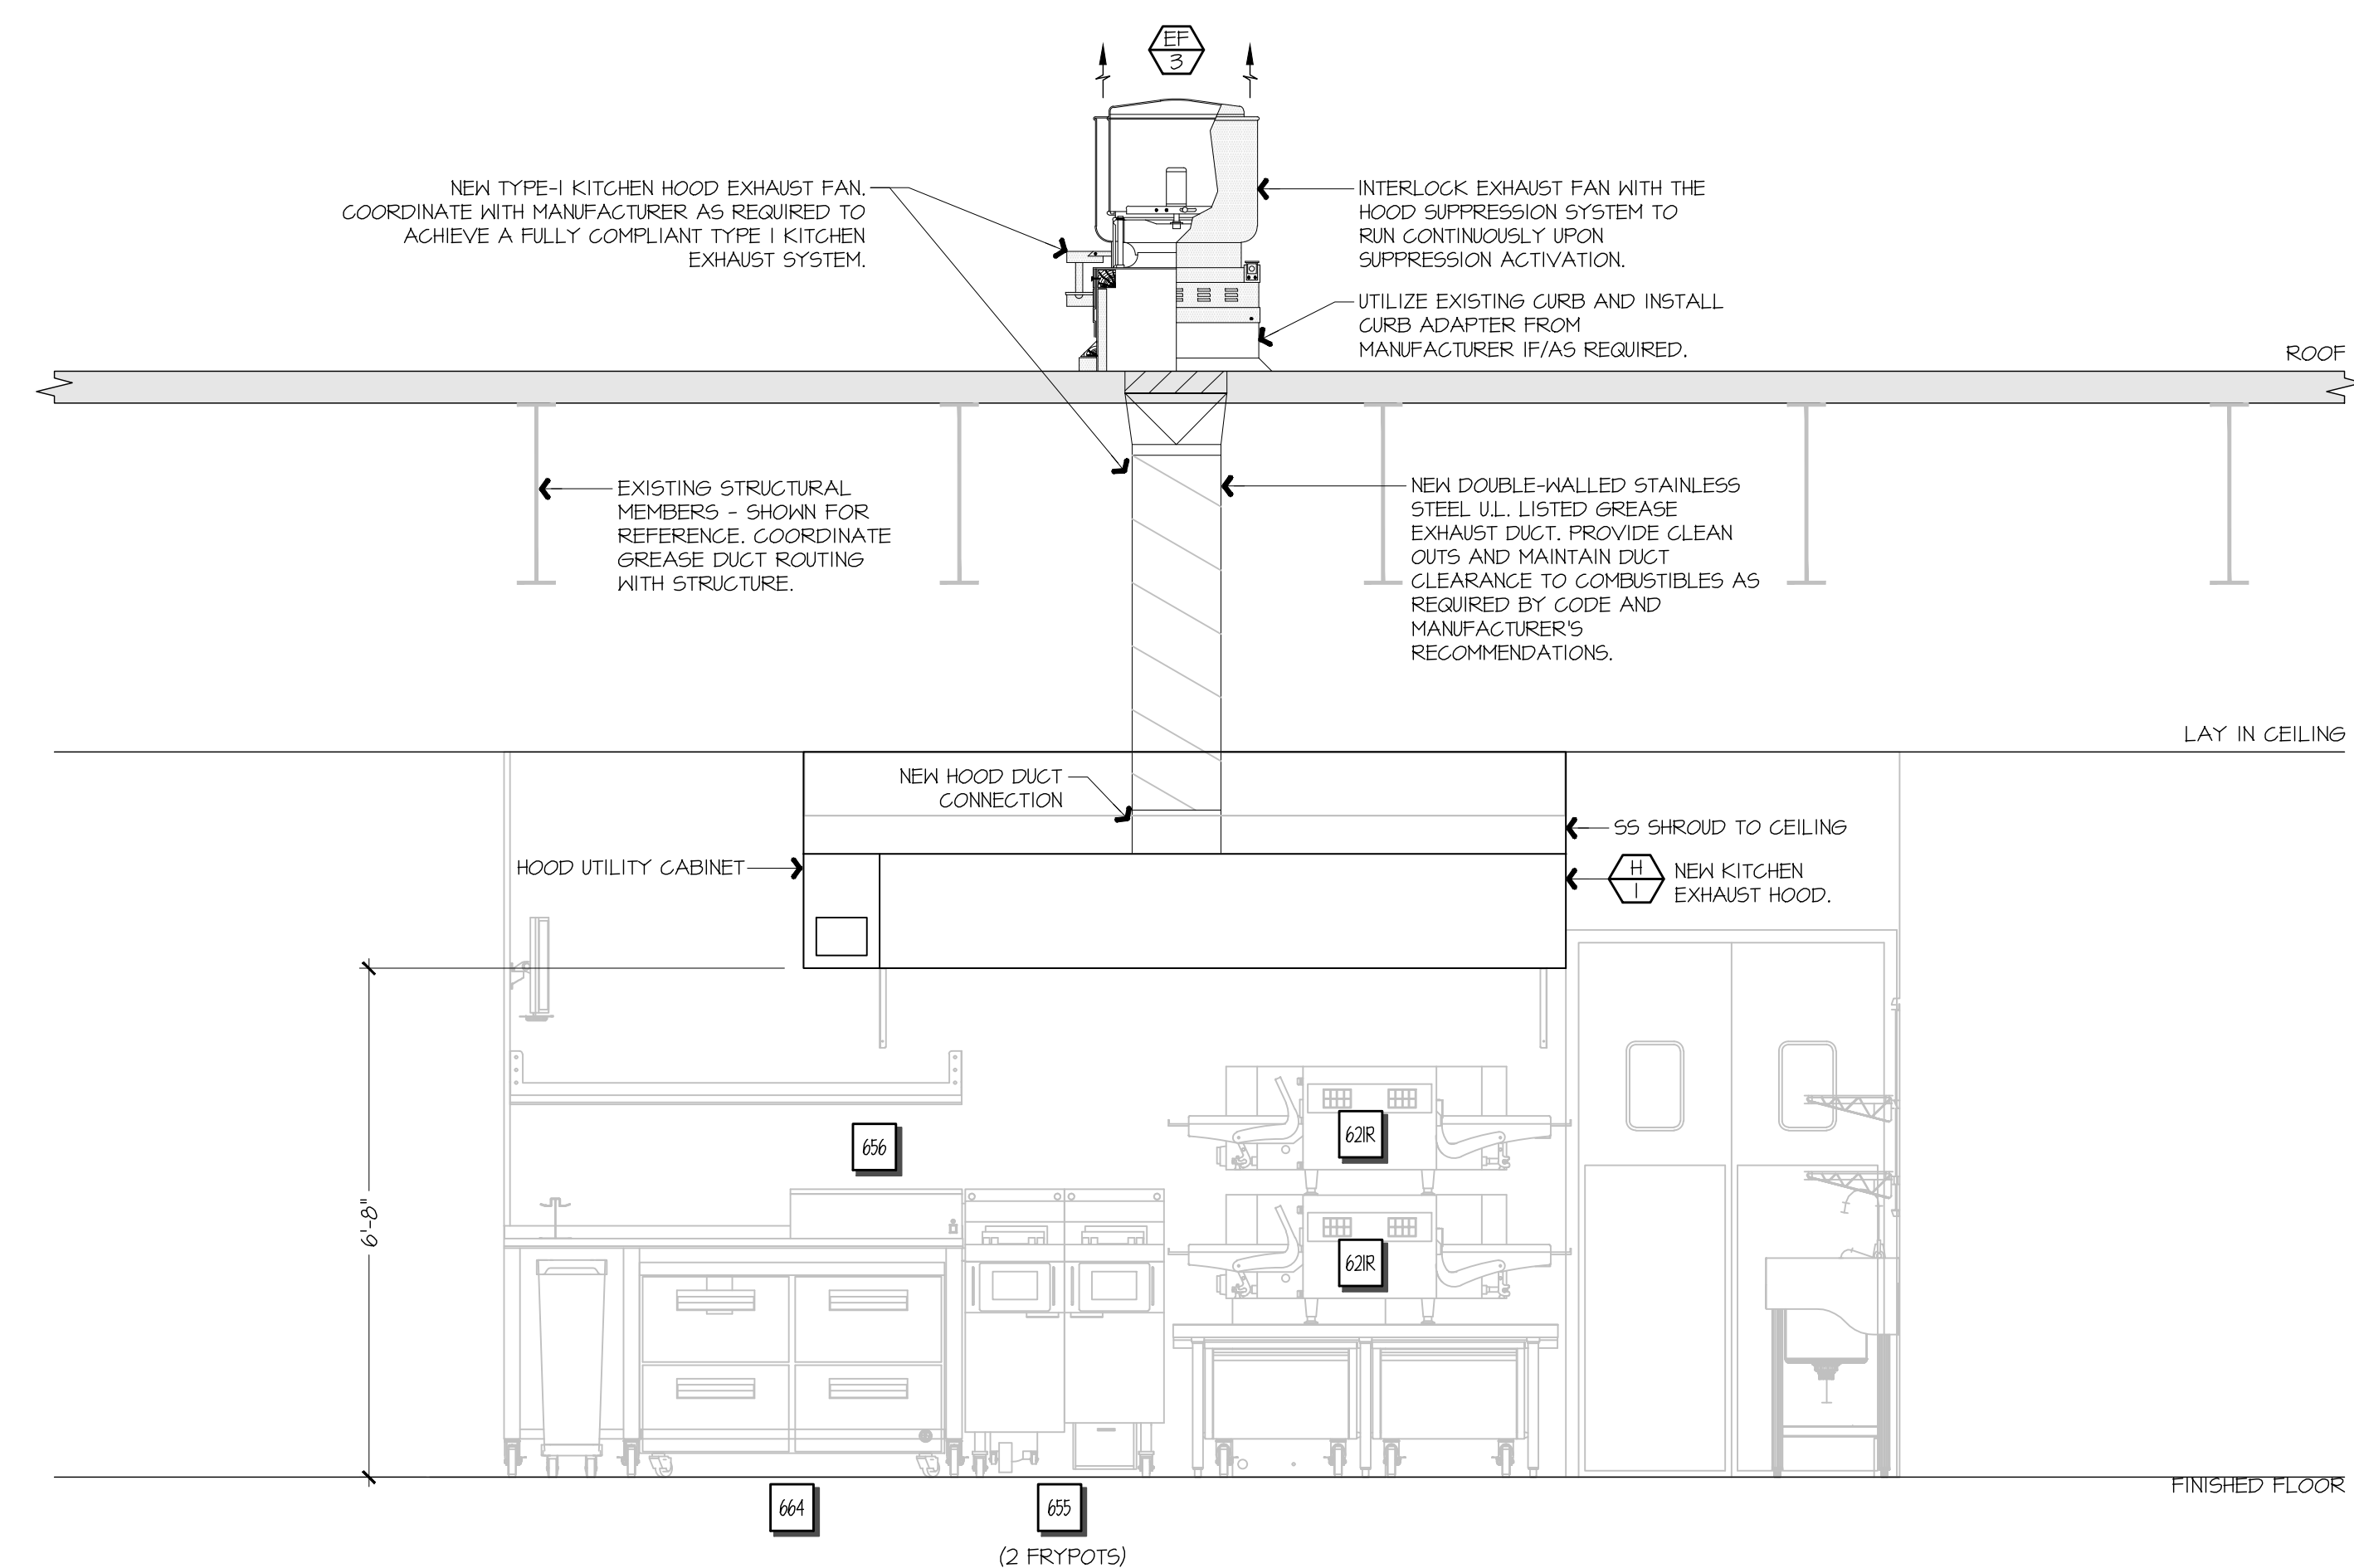 EF
3
NEW TYPE-I KITCHEN HOOD EXHAUST FAN.
COORDINATE WITH MANUFACTURER AS REQUIRED TO
ACHIEVE A FULLY COMPLIANT TYPE I KITCHEN
EXHAUST SYSTEM.
INTERLOCK EXHAUST FAN WITH THE
HOOD SUPPRESSION SYSTEM TO
RUN CONTINUOUSLY UPON
SUPPRESSION ACTIVATION.
UTILIZE EXISTING CURB AND INSTALL
CURB ADAPTER FROM
MANUFACTURER IF/AS REQUIRED.
ROOF
EXISTING STRUCTURAL
MEMBERS - SHOWN FOR
REFERENCE. COORDINATE
GREASE DUCT ROUTING
WITH STRUCTURE.
NEW DOUBLE-WALLED STAINLESS
STEEL U.L. LISTED GREASE
EXHAUST DUCT. PROVIDE CLEAN
OUTS AND MAINTAIN DUCT
CLEARANCE TO COMBUSTIBLES AS
REQUIRED BY CODE AND
MANUFACTURER'S
RECOMMENDATIONS.
LAY IN CEILING
NEW HOOD DUCT
CONNECTION
SS SHROUD TO CEILING
HOOD UTILITY CABINET
H
1
NEW KITCHEN
EXHAUST HOOD.
656
621R
621R
6'-8"
FINISHED FLOOR
664
655
(2 FRYPOTS)